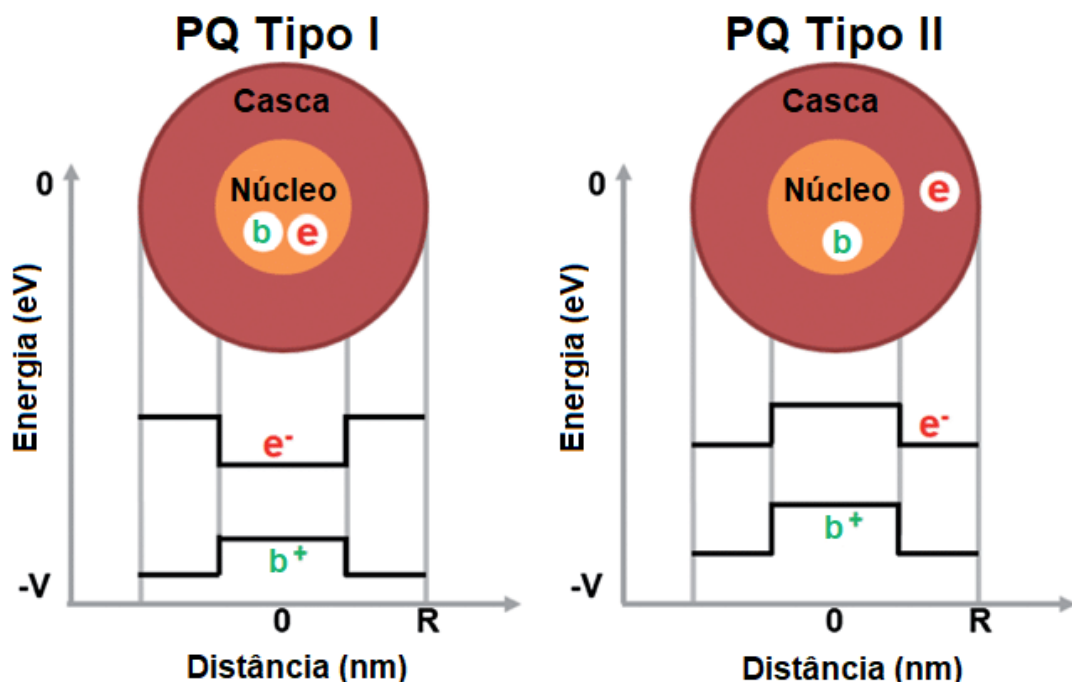 PQ Tipo I
Casca
Núcleo
b e
0
Energia (eV)
e-
b+
-V
0 R
Distância (nm)
PQ Tipo II
Casca
Núcleo
e
b
0
Energia (eV)
e-
b+
-V
0 R
Distância (nm)